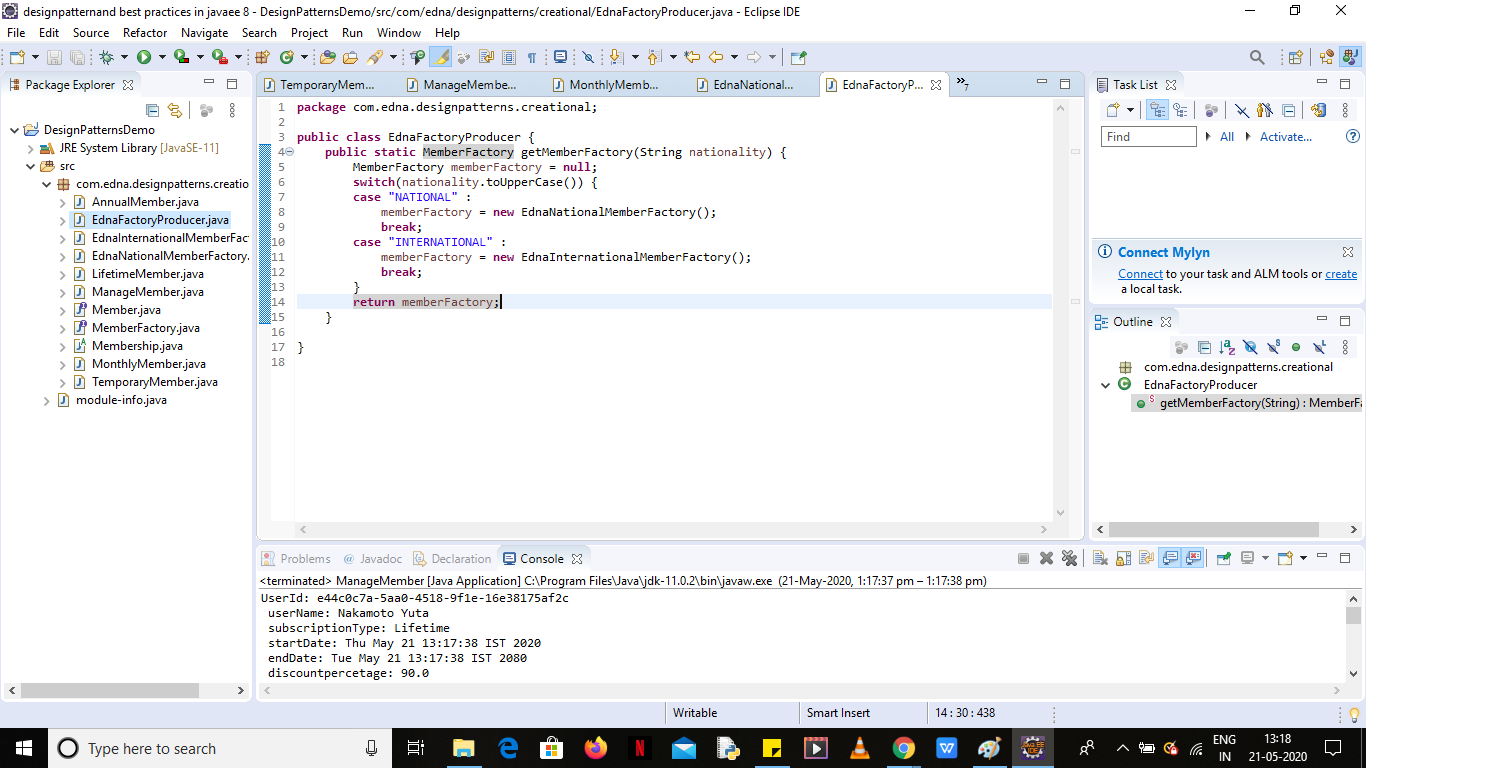 designpatternand best practices in javaee 8 - DesignPatternsDemo/src/com/edna/designpatterns/creational/EdnaFactoryProducer.java - Eclipse IDE
File Edit Source Refactor Navigate Search Project Run Window Help
Package Explorer
DesignPatternsDemo
JRE System Library [JavaSE-11]
src
com.edna.designpatterns.creatio
AnnualMember.java
EdnaFactoryProducer.java
EdnaInternationalMemberFac
EdnaNationalMemberFactory.
LifetimeMember.java
ManageMember.java
Member.java
MemberFactory.java
Membership.java
MonthlyMember.java
TemporaryMember.java
module-info.java
TemporaryMem... ManageMembe... MonthlyMemb... EdnaNational... EdnaFactoryP... »7
1 package com.edna.designpatterns.creational;
2
3 public class EdnaFactoryProducer {
4 public static MemberFactory getMemberFactory(String nationality) {
5 MemberFactory memberFactory = null;
6 switch(nationality.toUpperCase()) {
7 case "NATIONAL" :
8 memberFactory = new EdnaNationalMemberFactory();
9 break;
10 case "INTERNATIONAL" :
11 memberFactory = new EdnaInternationalMemberFactory();
12 break;
13 }
14 return memberFactory;
15 }
16
17 }
18
Task List
Find All Activate...
Connect Mylyn
Connect to your task and ALM tools or create
a local task.
Outline
com.edna.designpatterns.creational
EdnaFactoryProducer
getMemberFactory(String) : MemberFa
Problems @ Javadoc Declaration Console
<terminated> ManageMember [Java Application] C:\Program Files\Java\jdk-11.0.2\bin\javaw.exe (21-May-2020, 1:17:37 pm – 1:17:38 pm)
UserId: e44c0c7a-5aa0-4518-9f1e-16e38175af2c
userName: Nakamoto Yuta
subscriptionType: Lifetime
startDate: Thu May 21 13:17:38 IST 2020
endDate: Tue May 21 13:17:38 IST 2080
discountpercetage: 90.0
Writable Smart Insert 14 : 30 : 438
Type here to search
ENG
IN
13:18
21-05-2020